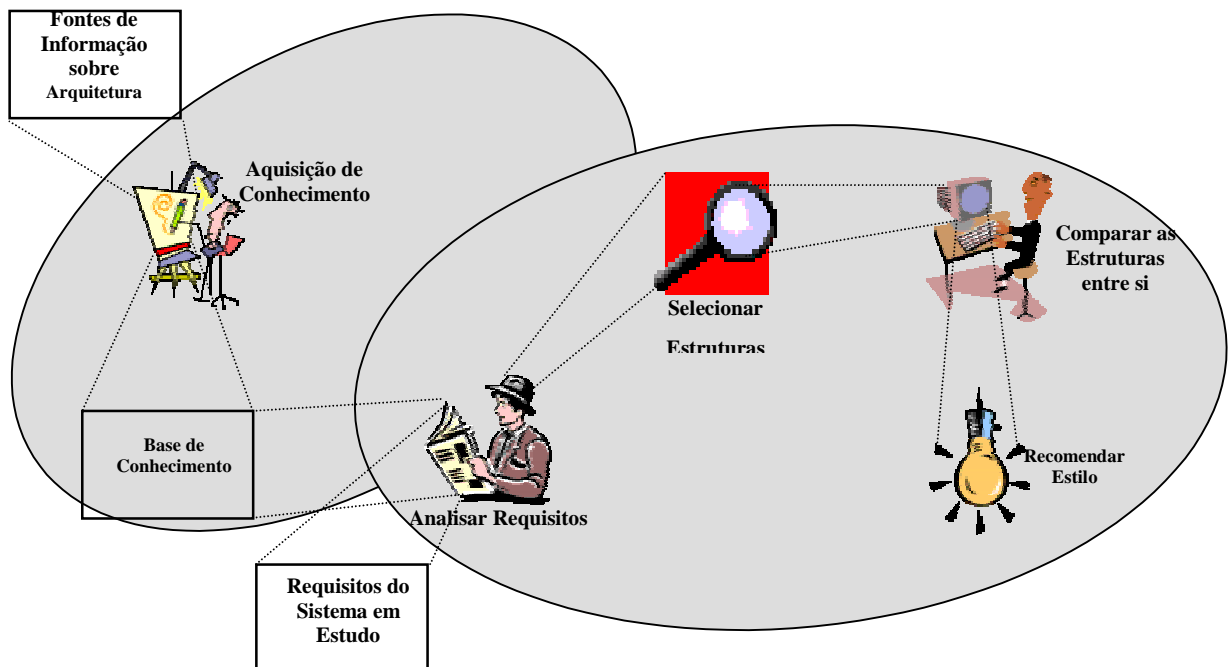 Fontes de
Informação
sobre
Arquitetura
Aquisição de
Conhecimento
Selecionar
Estruturas
Comparar as
Estruturas
entre si
Base de
Conhecimento
Analisar Requisitos
Recomendar
Estilo
Requisitos do
Sistema em
Estudo